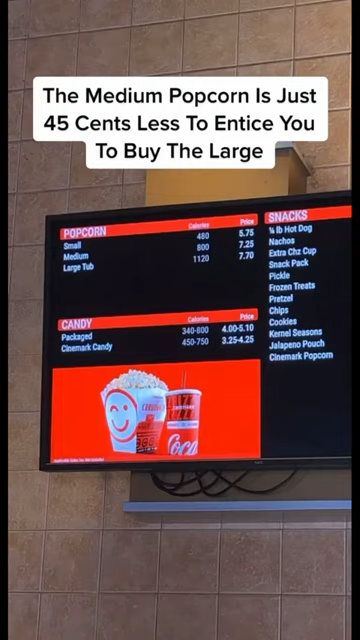 The Medium Popcorn Is Just
45 Cents Less To Entice You
To Buy The Large
POPCORN Calories Price
Small 480 5.75
Medium 800 7.25
Large Tub 1120 7.70
CANDY Calories Price
Packaged 340-800 4.00-5.10
Cinemark Candy 450-750 3.25-4.25
SNACKS
¼ lb Hot Dog
Nachos
Extra Chz Cup
Snack Pack
Pickle
Frozen Treats
Pretzel
Chips
Cookies
Kernel Seasons
Jalapeno Pouch
Cinemark Popcorn
Coca